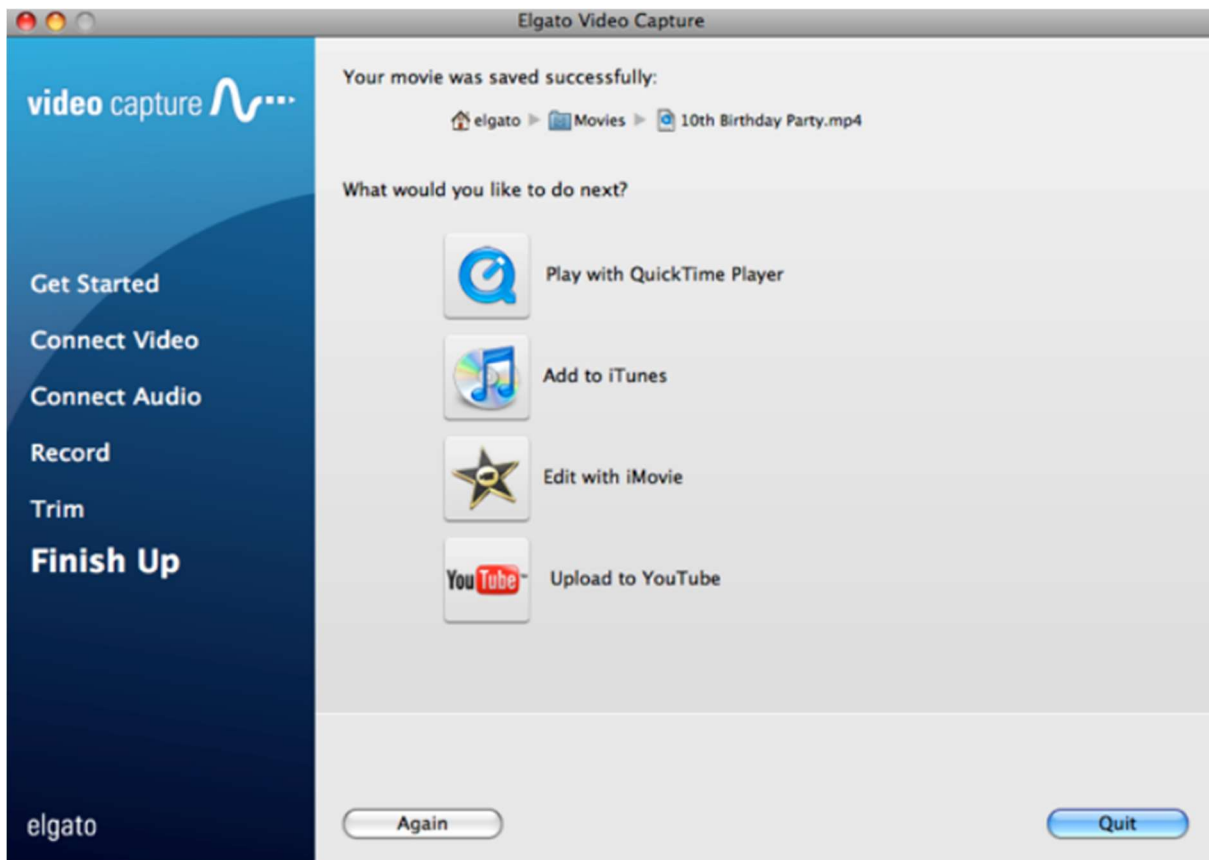 Elgato Video Capture
video capture
Get Started
Connect Video
Connect Audio
Record
Trim
Finish Up
elgato
Your movie was saved successfully:
elgato Movies 10th Birthday Party.mp4
What would you like to do next?
Play with QuickTime Player
Add to iTunes
Edit with iMovie
YouTube Upload to YouTube
Again
Quit